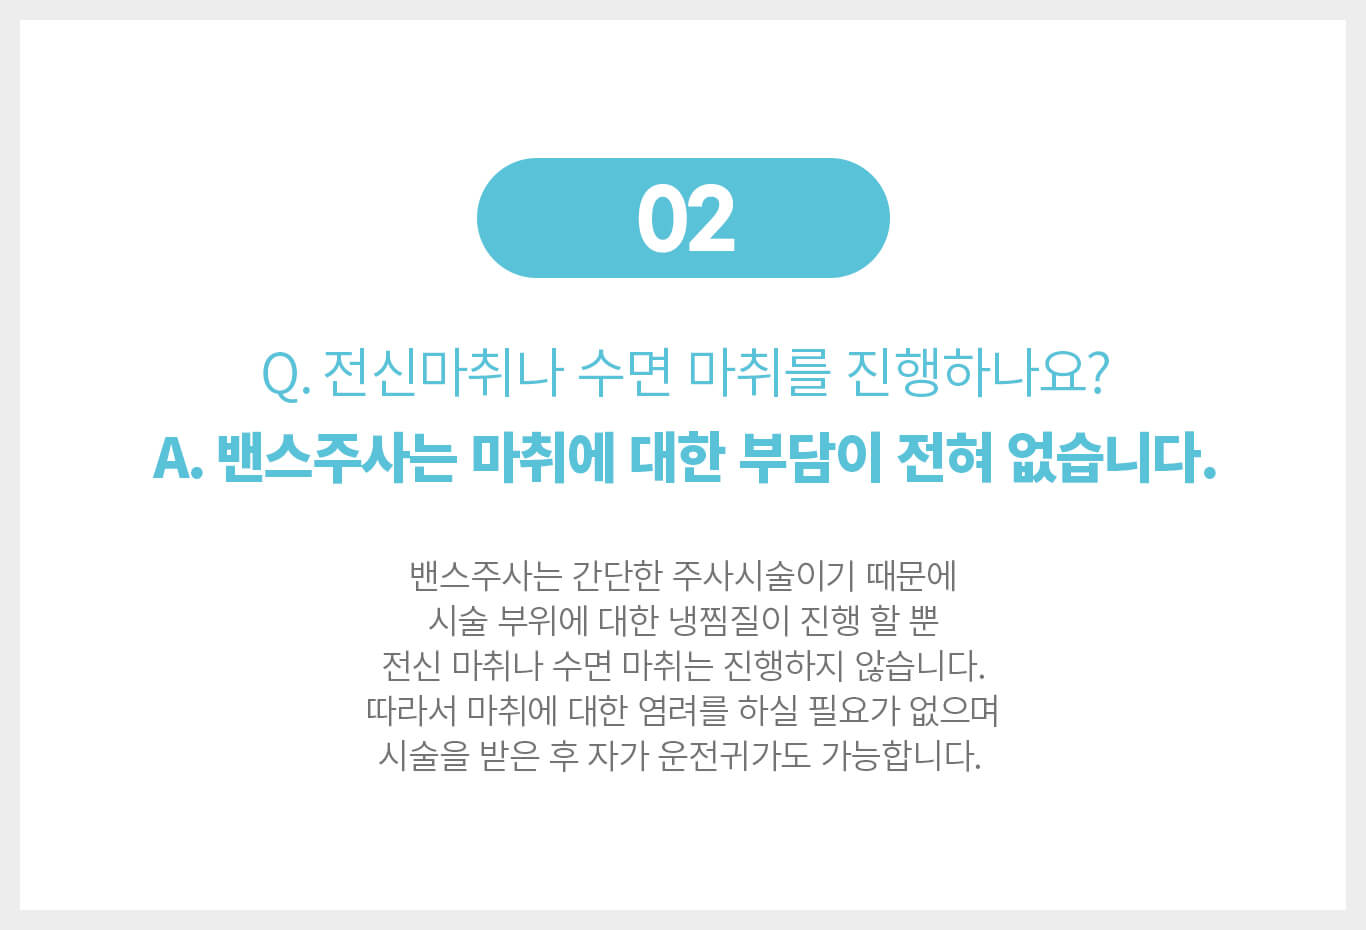 02
Q. 전신마취나 수면 마취를 진행하나요?
A. 밴스주사는 마취에 대한 부담이 전혀 없습니다.
밴스주사는 간단한 주사시술이기 때문에
시술 부위에 대한 냉찜질이 진행 할 뿐
전신 마취나 수면 마취는 진행하지 않습니다.
따라서 마취에 대한 염려를 하실 필요가 없으며
시술을 받은 후 자가 운전귀가도 가능합니다.